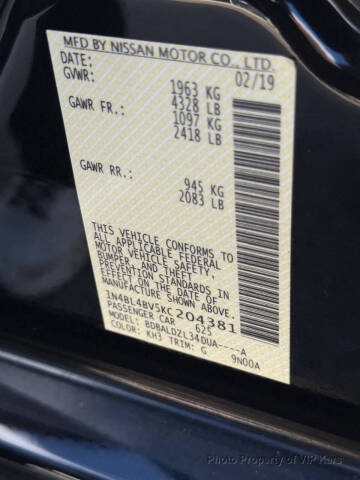 MFD BY NISSAN MOTOR CO., LTD.
DATE: 02/19
GVWR: 1963 KG
4328 LB
GAWR FR.: 1097 KG
2418 LB
GAWR RR.: 945 KG
2083 LB
THIS VEHICLE CONFORMS TO
ALL APPLICABLE FEDERAL
MOTOR VEHICLE SAFETY,
BUMPER, AND THEFT
PREVENTION STANDARDS IN
EFFECT ON THE DATE OF
MANUFACTURE SHOWN ABOVE.
1N4BL4BV5KC204381
PASSENGER CAR 625
MODEL: BDBALDZL34DUA----A
COLOR: KH3 TRIM: G 9N00A
Photo Property of VIP Kars